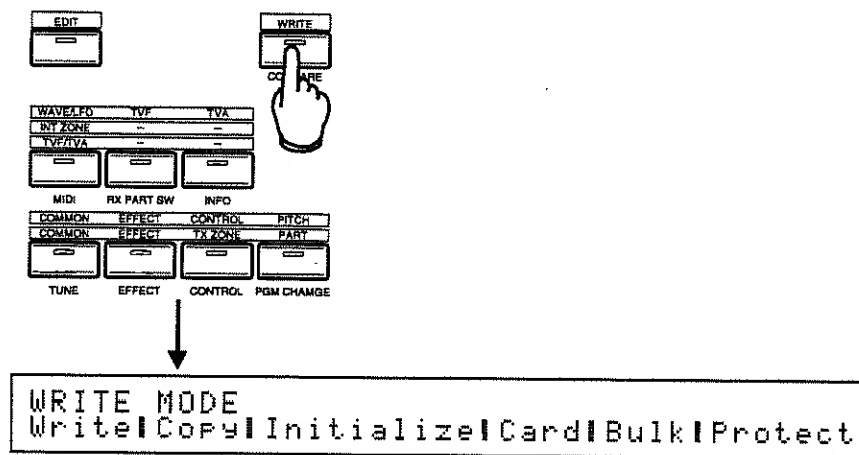 EDIT WRITE
COMPARE
WAVE/LFO TVF TVA
INT ZONE – –
TVF/TVA – –
MIDI RX PART SW INFO
COMMON EFFECT CONTROL PITCH
COMMON EFFECT TX ZONE PART
TUNE EFFECT CONTROL PGM CHAMGE
WRITE MODE
Write|Copy|Initialize|Card|Bulk|Protect